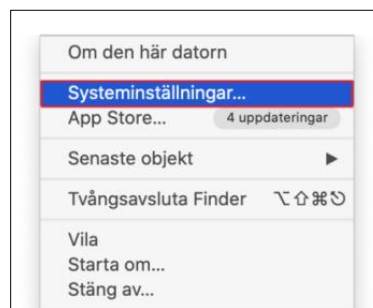 Om den här datorn
Systeminställningar...
App Store... 4 uppdateringar
Senaste objekt ▶
Tvångsavsluta Finder ⌥⇧⌘⎋
Vila
Starta om...
Stäng av...